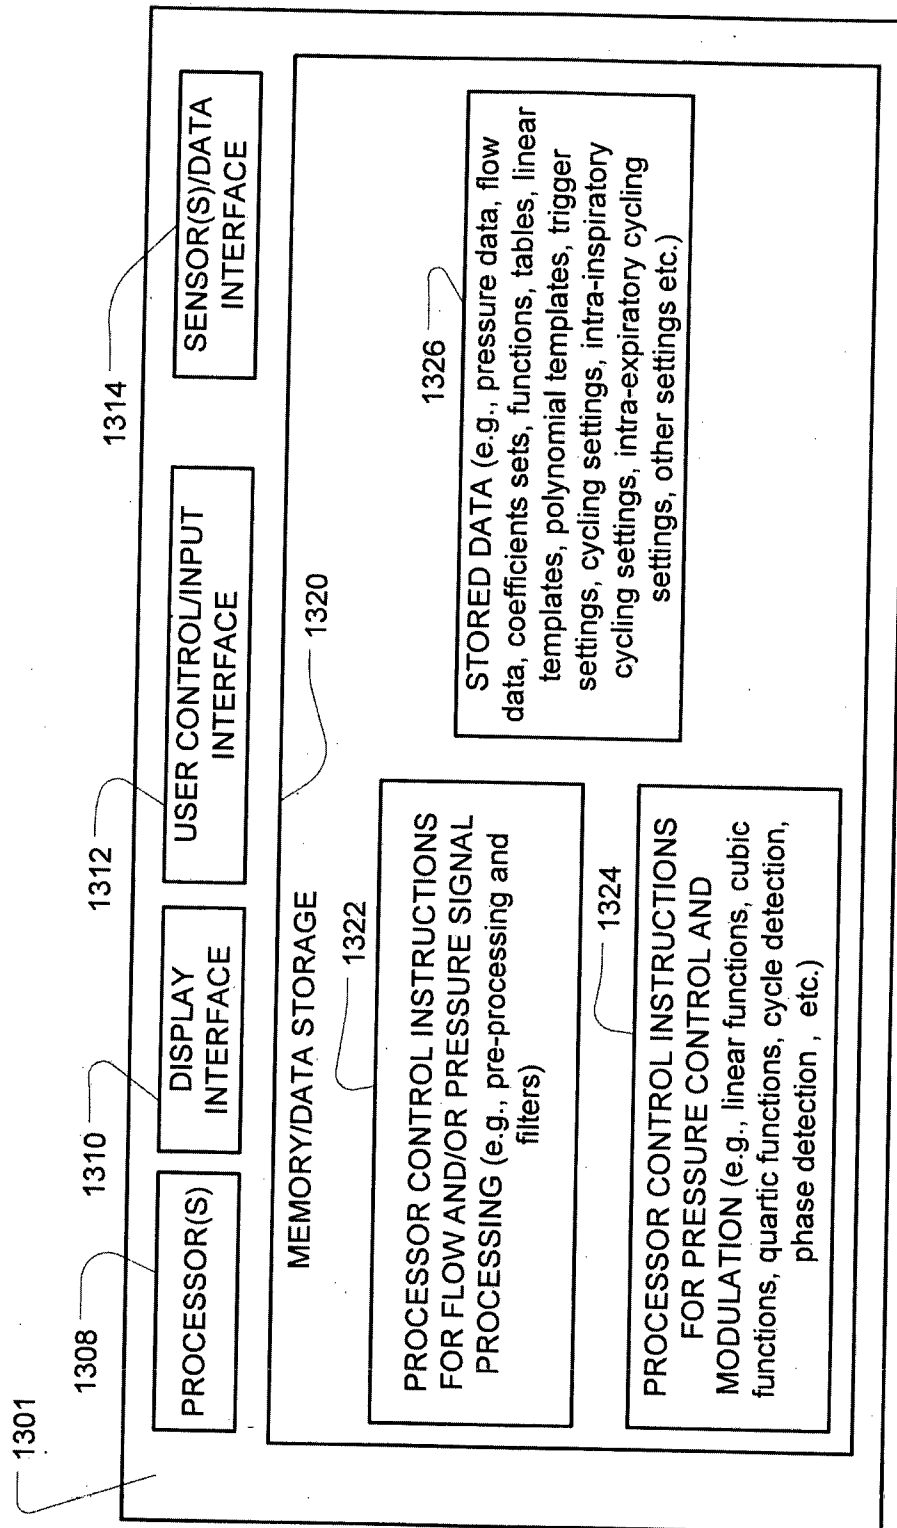 1301
1308
PROCESSOR(S)
1310
DISPLAY
INTERFACE
1312
USER CONTROL/INPUT
INTERFACE
1314
SENSOR(S)/DATA
INTERFACE
MEMORY/DATA STORAGE
1320
1322
PROCESSOR CONTROL INSTRUCTIONS
FOR FLOW AND/OR PRESSURE SIGNAL
PROCESSING (e.g., pre-processing and
filters)
1324
PROCESSOR CONTROL INSTRUCTIONS
FOR PRESSURE CONTROL AND
MODULATION (e.g., linear functions, cubic
functions, quartic functions, cycle detection,
phase detection , etc.)
1326
STORED DATA (e.g., pressure data, flow
data, coefficients sets, functions, tables, linear
templates, polynomial templates, trigger
settings, cycling settings, intra-inspiratory
cycling settings, intra-expiratory cycling
settings, other settings etc.)